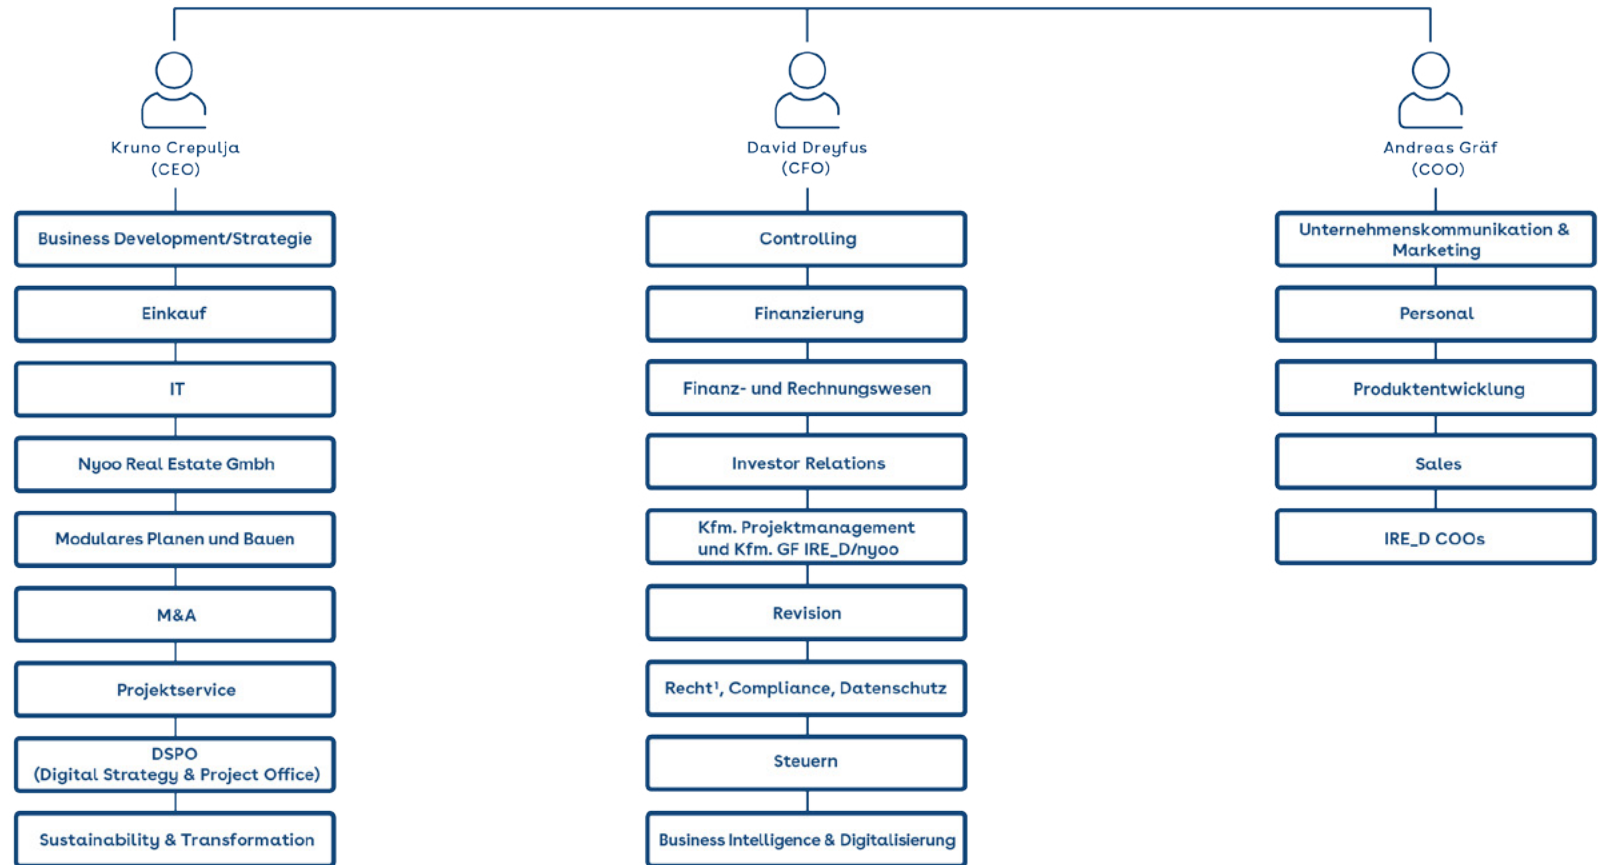 Kruno Crepulja
(CEO)
Business Development/Strategie
Einkauf
IT
Nyoo Real Estate Gmbh
Modulares Planen und Bauen
M&A
Projektservice
DSPO
(Digital Strategy & Project Office)
Sustainability & Transformation
David Dreyfus
(CFO)
Controlling
Finanzierung
Finanz- und Rechnungswesen
Investor Relations
Kfm. Projektmanagement
und Kfm. GF IRE_D/nyoo
Revision
Recht¹, Compliance, Datenschutz
Steuern
Business Intelligence & Digitalisierung
Andreas Gräf
(COO)
Unternehmenskommunikation &
Marketing
Personal
Produktentwicklung
Sales
IRE_D COOs